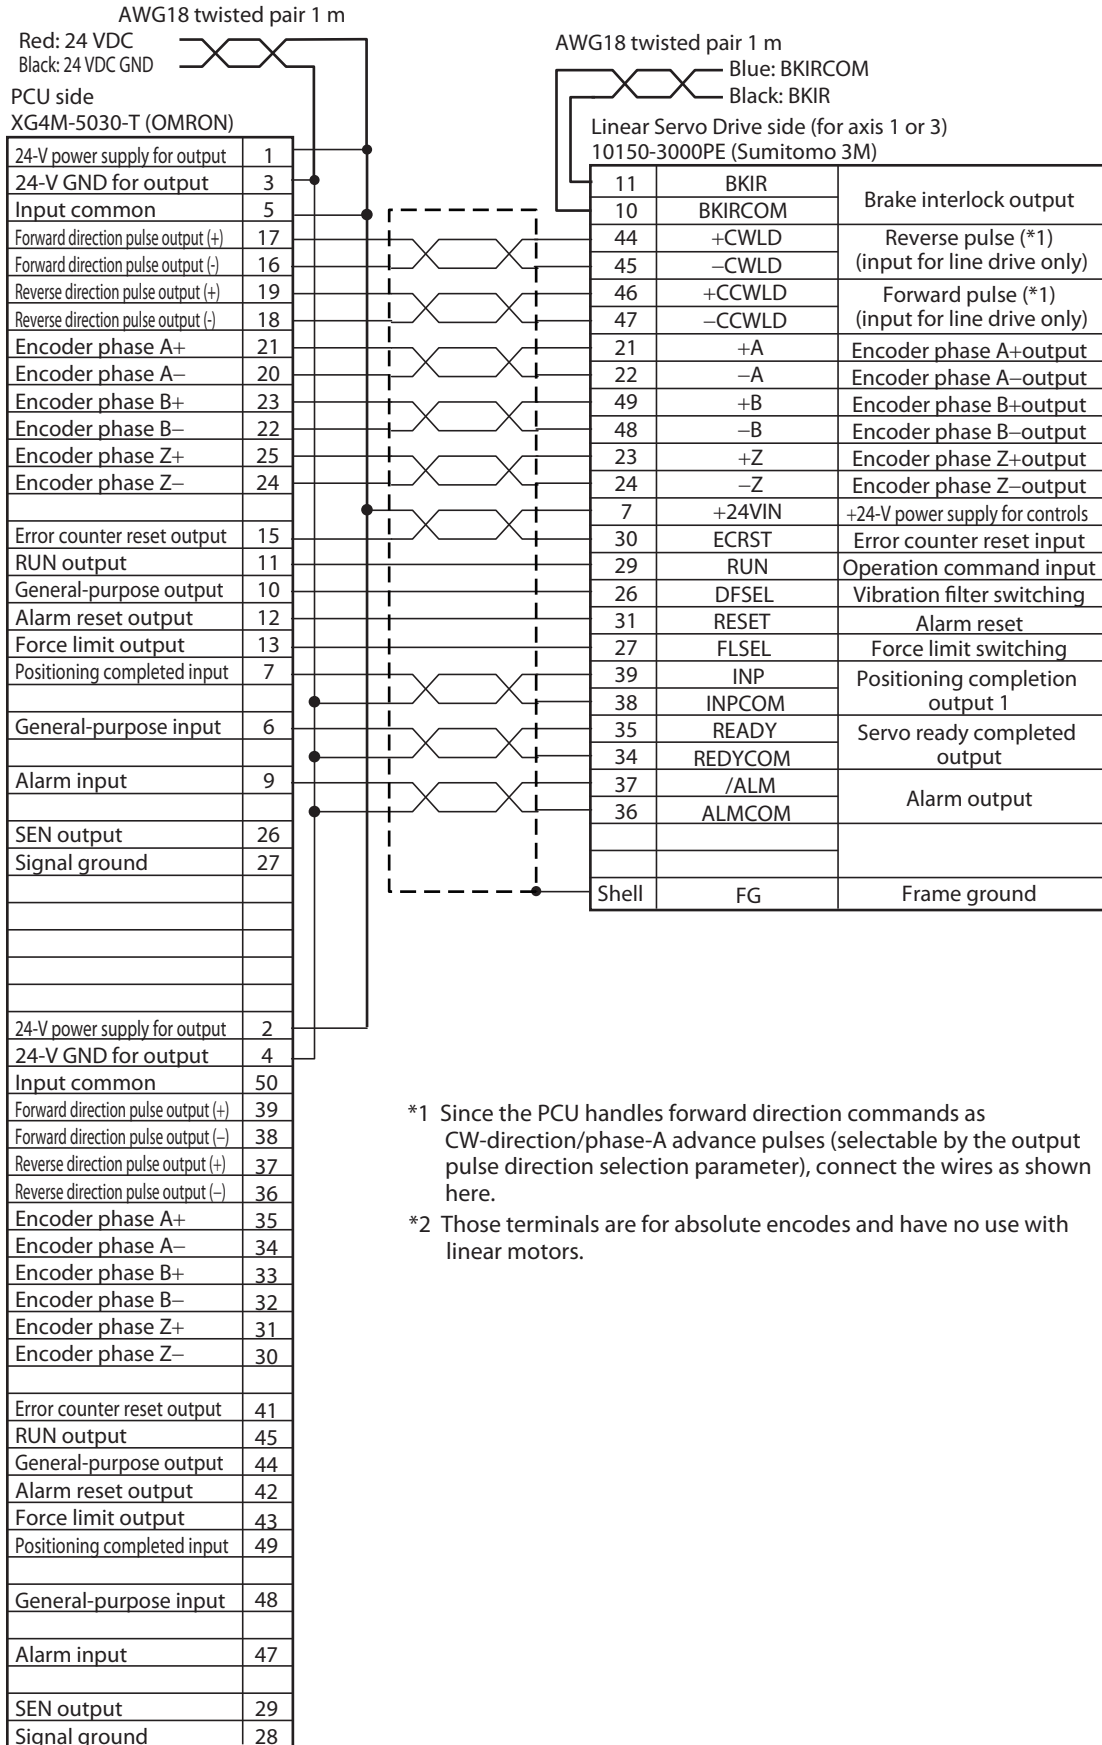 AWG18 twisted pair 1 m
Red: 24 VDC
Black: 24 VDC GND
PCU side
XG4M-5030-T (OMRON)
24-V power supply for output 1
24-V GND for output 3
Input common 5
Forward direction pulse output (+) 17
Forward direction pulse output (-) 16
Reverse direction pulse output (+) 19
Reverse direction pulse output (-) 18
Encoder phase A+ 21
Encoder phase A− 20
Encoder phase B+ 23
Encoder phase B− 22
Encoder phase Z+ 25
Encoder phase Z− 24
Error counter reset output 15
RUN output 11
General-purpose output 10
Alarm reset output 12
Force limit output 13
Positioning completed input 7
General-purpose input 6
Alarm input 9
SEN output 26
Signal ground 27
24-V power supply for output 2
24-V GND for output 4
Input common 50
Forward direction pulse output (+) 39
Forward direction pulse output (−) 38
Reverse direction pulse output (+) 37
Reverse direction pulse output (−) 36
Encoder phase A+ 35
Encoder phase A− 34
Encoder phase B+ 33
Encoder phase B− 32
Encoder phase Z+ 31
Encoder phase Z− 30
Error counter reset output 41
RUN output 45
General-purpose output 44
Alarm reset output 42
Force limit output 43
Positioning completed input 49
General-purpose input 48
Alarm input 47
SEN output 29
Signal ground 28
AWG18 twisted pair 1 m
Blue: BKIRCOM
Black: BKIR
Linear Servo Drive side (for axis 1 or 3)
10150-3000PE (Sumitomo 3M)
11 BKIR
Brake interlock output
10 BKIRCOM
44 +CWLD Reverse pulse (*1)
45 −CWLD (input for line drive only)
46 +CCWLD Forward pulse (*1)
47 −CCWLD (input for line drive only)
21 +A Encoder phase A+output
22 −A Encoder phase A−output
49 +B Encoder phase B+output
48 −B Encoder phase B−output
23 +Z Encoder phase Z+output
24 −Z Encoder phase Z−output
7 +24VIN +24-V power supply for controls
30 ECRST Error counter reset input
29 RUN Operation command input
26 DFSEL Vibration filter switching
31 RESET Alarm reset
27 FLSEL Force limit switching
39 INP Positioning completion
38 INPCOM output 1
35 READY Servo ready completed
34 REDYCOM output
37 /ALM
Alarm output
36 ALMCOM
Shell FG Frame ground
*1 Since the PCU handles forward direction commands as
CW-direction/phase-A advance pulses (selectable by the output
pulse direction selection parameter), connect the wires as shown
here.
*2 Those terminals are for absolute encodes and have no use with
linear motors.